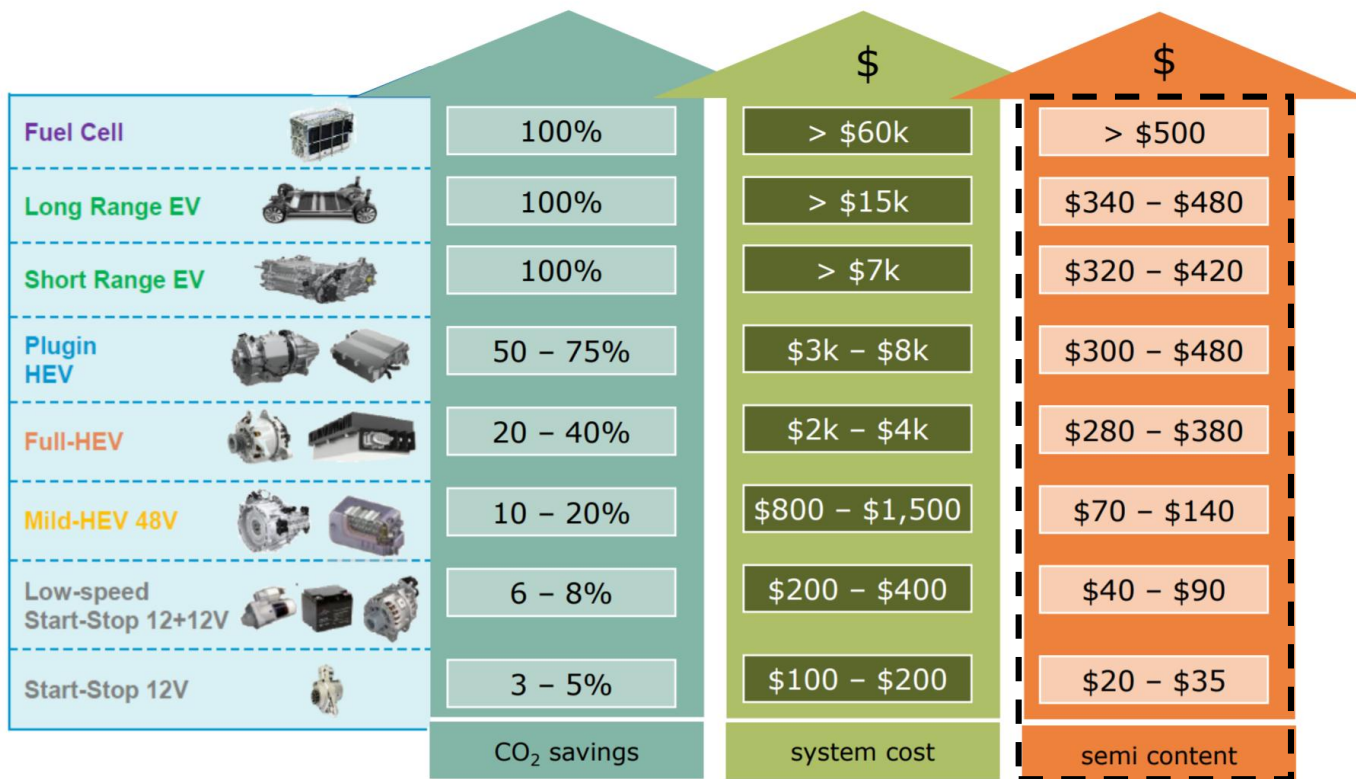 $
$
Fuel Cell
100%
> $60k
> $500
Long Range EV
100%
> $15k
$340 – $480
Short Range EV
100%
> $7k
$320 – $420
Plugin
HEV
50 – 75%
$3k – $8k
$300 – $480
Full-HEV
20 – 40%
$2k – $4k
$280 – $380
Mild-HEV 48V
10 – 20%
$800 – $1,500
$70 – $140
Low-speed
Start-Stop 12+12V
6 – 8%
$200 – $400
$40 – $90
Start-Stop 12V
3 – 5%
$100 – $200
$20 – $35
CO₂ savings
system cost
semi content